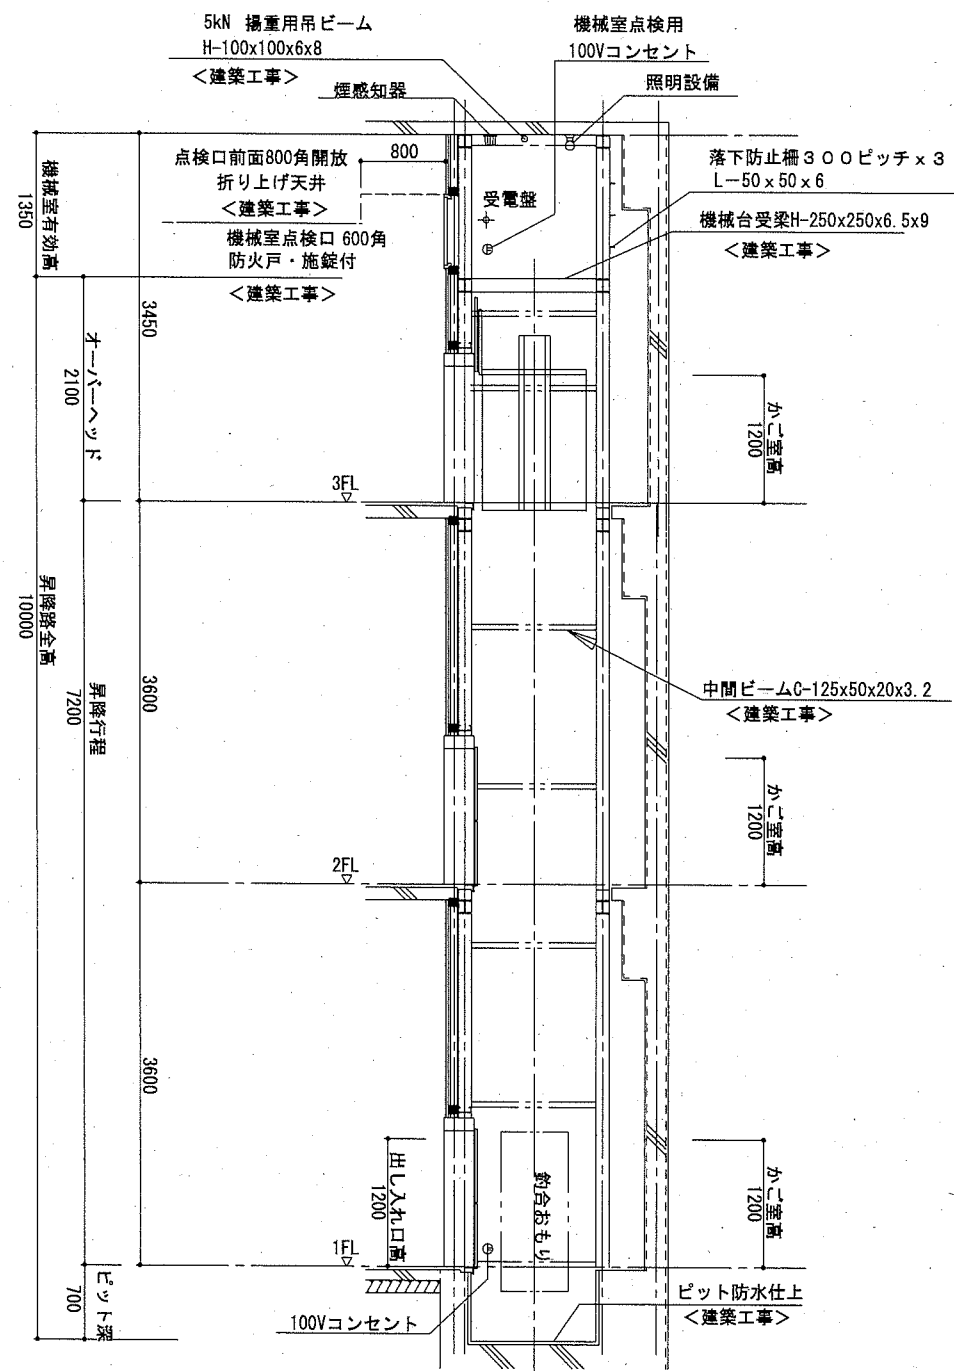 5kN 揚重用吊ビーム
H-100x100x6x8
＜建築工事＞
機械室点検用
100Vコンセント
煙感知器
照明設備
点検口前面800角開放
折り上げ天井
＜建築工事＞
800
機械室点検口 600角
防火戸・施錠付
＜建築工事＞
受電盤
落下防止柵３００ピッチｘ３
L-50x50x6
機械台受梁H-250x250x6.5x9
＜建築工事＞
機械室有効高
1350
3450
オーバーヘッド
2100
かご室高
1200
3FL
昇降路全高
10000
昇降行程
7200
3600
中間ビームC-125x50x20x3.2
＜建築工事＞
かご室高
1200
2FL
3600
出し入れ口高
1200
釣合おもり
かご室高
1200
1FL
ピット深
700
100Vコンセント
ピット防水仕上
＜建築工事＞